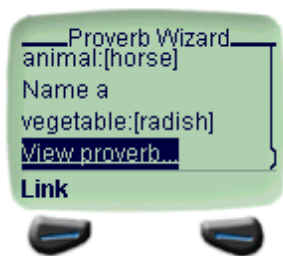 Proverb Wizard
animal:[horse]
Name a
vegetable:[radish]
View proverb...
Link